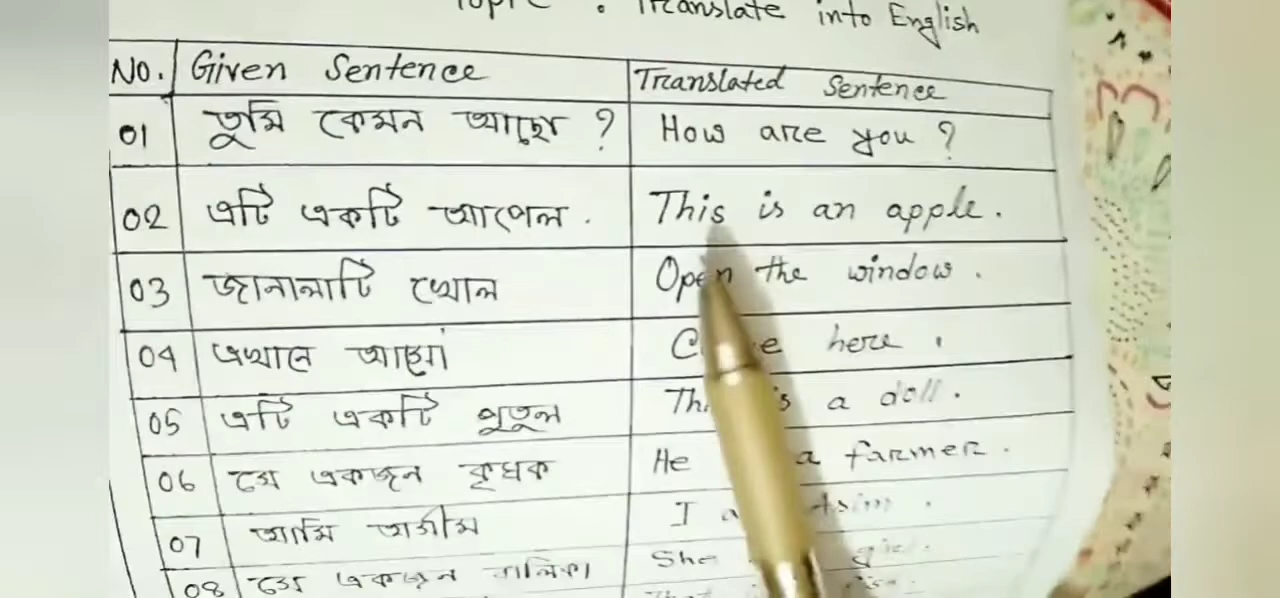 Topic : Translate into English
No. Given Sentence Translated Sentence
01 তুমি কেমন আছো ? How are you ?
02 এটি একটি আপেল . This is an apple .
03 জানালাটি খোল Open the window .
04 এখানে আসো here .
05 এটি একটি পুতুল a doll .
06 সে একজন কৃষক He a farmer .
07 আমি অসীম I
08 সে একজন বালিকা She